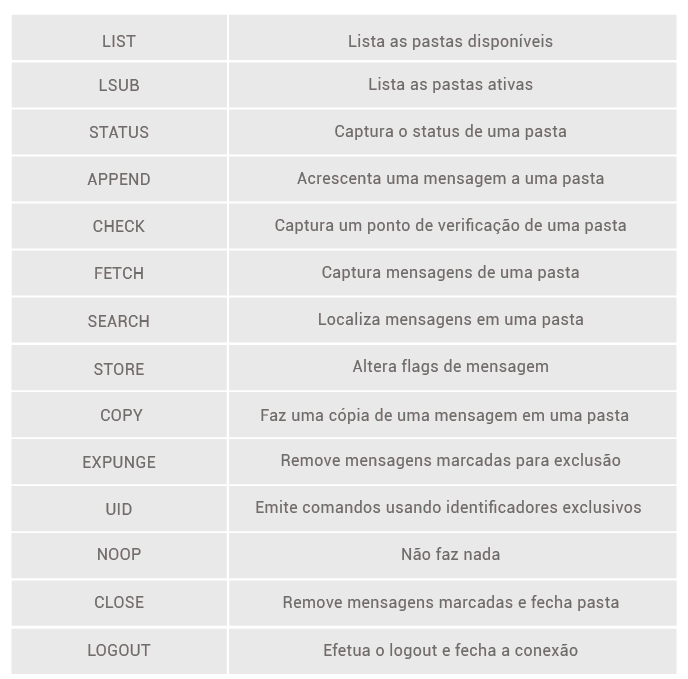 LIST Lista as pastas disponíveis
LSUB Lista as pastas ativas
STATUS Captura o status de uma pasta
APPEND Acrescenta uma mensagem a uma pasta
CHECK Captura um ponto de verificação de uma pasta
FETCH Captura mensagens de uma pasta
SEARCH Localiza mensagens em uma pasta
STORE Altera flags de mensagem
COPY Faz uma cópia de uma mensagem em uma pasta
EXPUNGE Remove mensagens marcadas para exclusão
UID Emite comandos usando identificadores exclusivos
NOOP Não faz nada
CLOSE Remove mensagens marcadas e fecha pasta
LOGOUT Efetua o logout e fecha a conexão